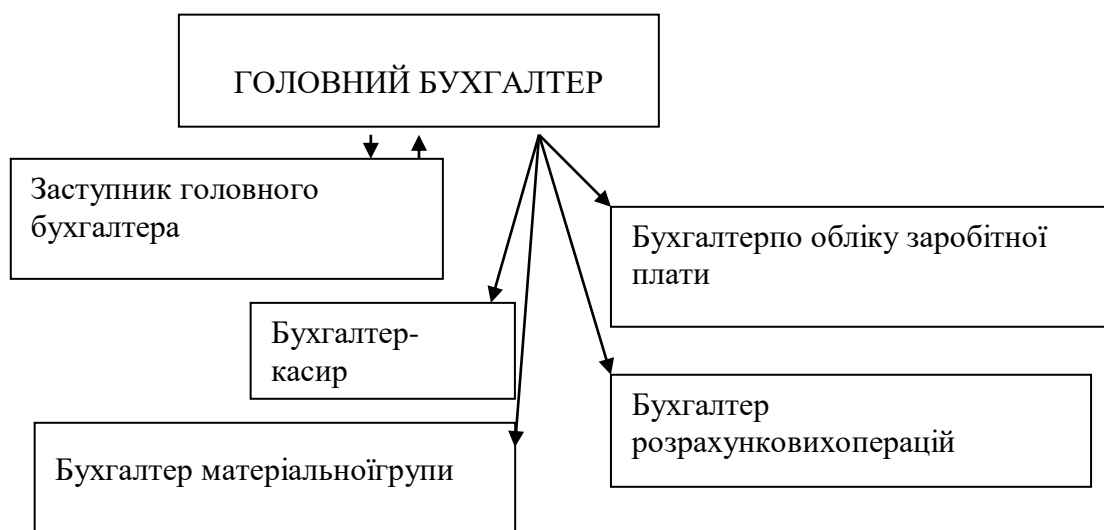 ГОЛОВНИЙ БУХГАЛТЕР
Заступник головного
бухгалтера
Бухгалтерпо обліку заробітної
плати
Бухгалтер-
касир
Бухгалтер
розрахунковихоперацій
Бухгалтер матеріальноїгрупи